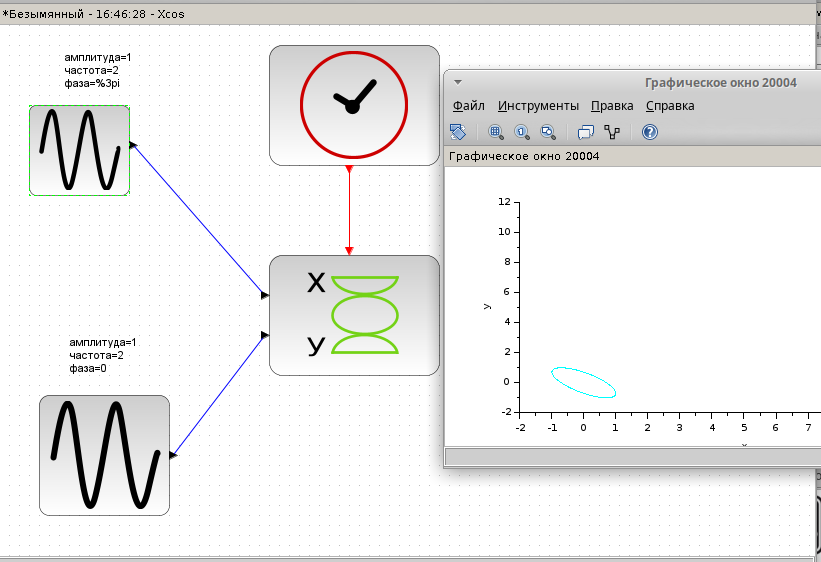 *Безымянный - 16:46:28 - Xcos
амплитуда=1
частота=2
фаза=%3pi
X
У
амплитуда=1
частота=2
фаза=0
Графическое окно 20004
Файл Инструменты Правка Справка
Графическое окно 20004
12
10
8
6
4
2
0
-2
y
-2 -1 0 1 2 3 4 5 6 7